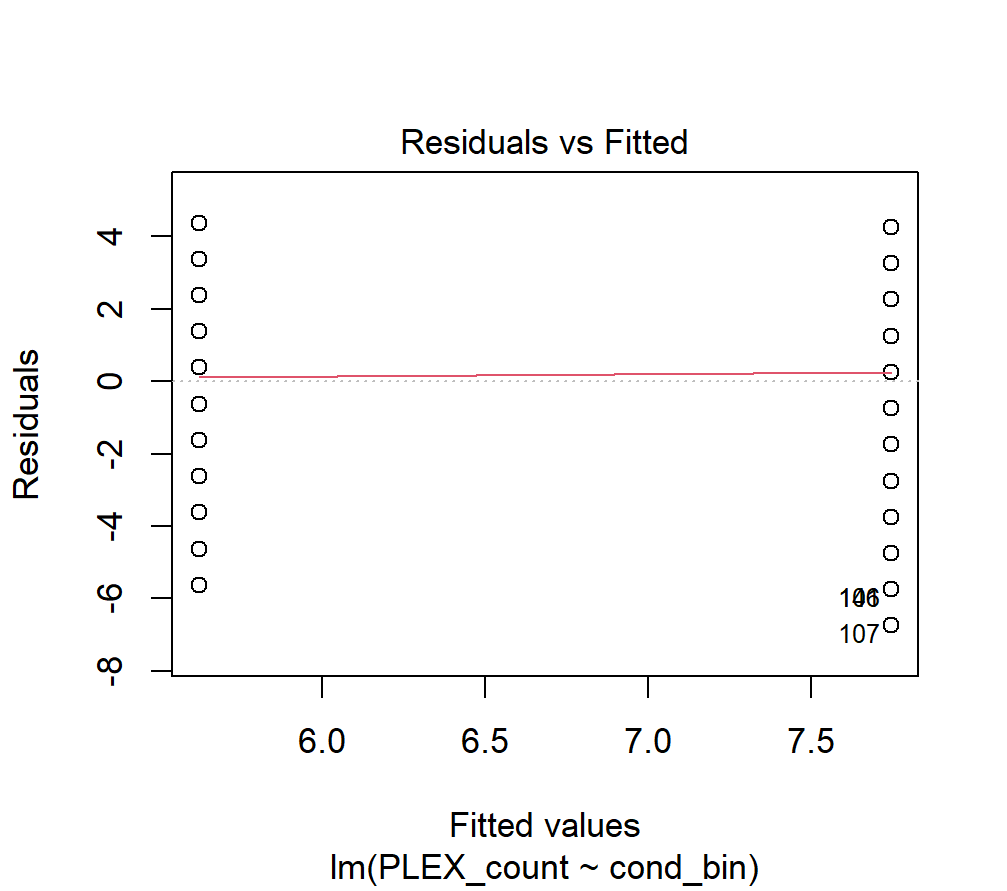 Residuals vs Fitted
Residuals
4
2
0
-2
-4
-6
-8
107
6.0 6.5 7.0 7.5
Fitted values
lm(PLEX_count ~ cond_bin)